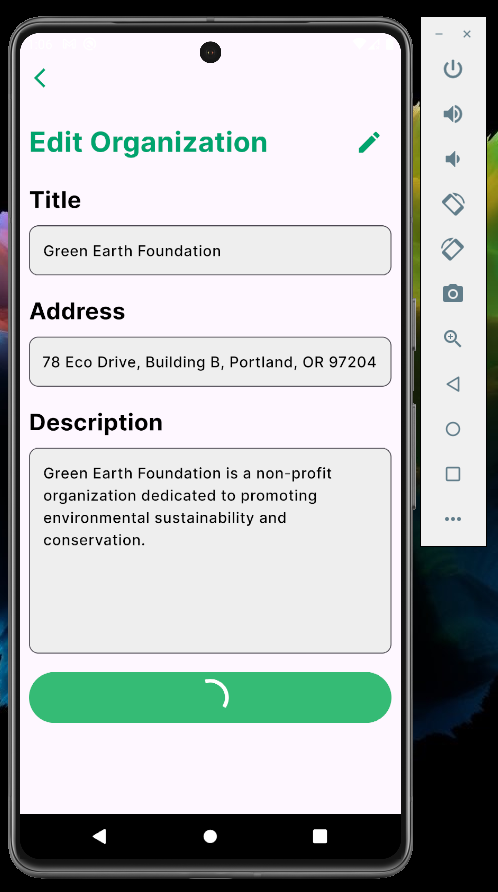 Edit Organization
Title
Green Earth Foundation
Address
78 Eco Drive, Building B, Portland, OR 97204
Description
Green Earth Foundation is a non-profit
organization dedicated to promoting
environmental sustainability and
conservation.